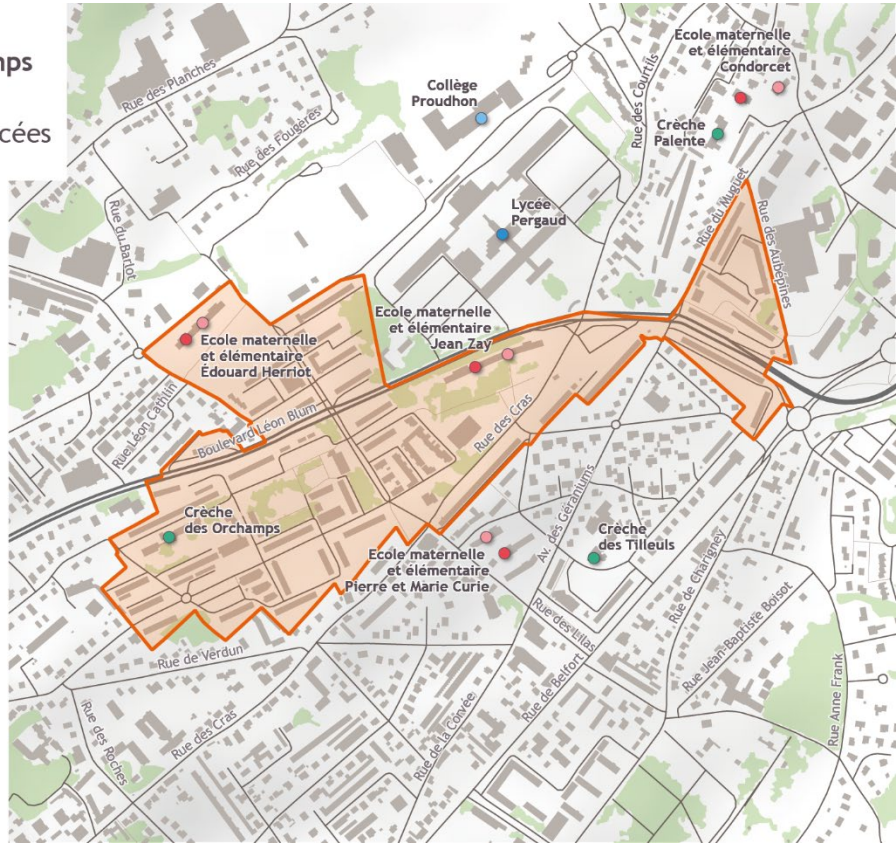 Ecole maternelle
et élémentaire
Condorcet
Rue des Planches
Collège
Proudhon
Rue des Courtils
Crèche
Palente
Rue des Fougères
Rue du Muguet
Rue des Aubépines
Lycée
Pergaud
Rue du Barlot
Ecole maternelle
et élémentaire
Jean Zay
Ecole maternelle
et élémentaire
Édouard Herriot
Rue Léon Cathlin
Boulevard Léon Blum
Rue des Cras
Crèche
des Orchamps
Av. des Géraniums
Crèche
des Tilleuls
Ecole maternelle
et élémentaire
Pierre et Marie Curie
Rue de Charigney
Rue des Lilas
Rue Jean-Baptiste Boisot
Rue de Verdun
Rue de Belfort
Rue Anne Frank
Rue des Cras
Rue de la Corvée
Rue des Roches